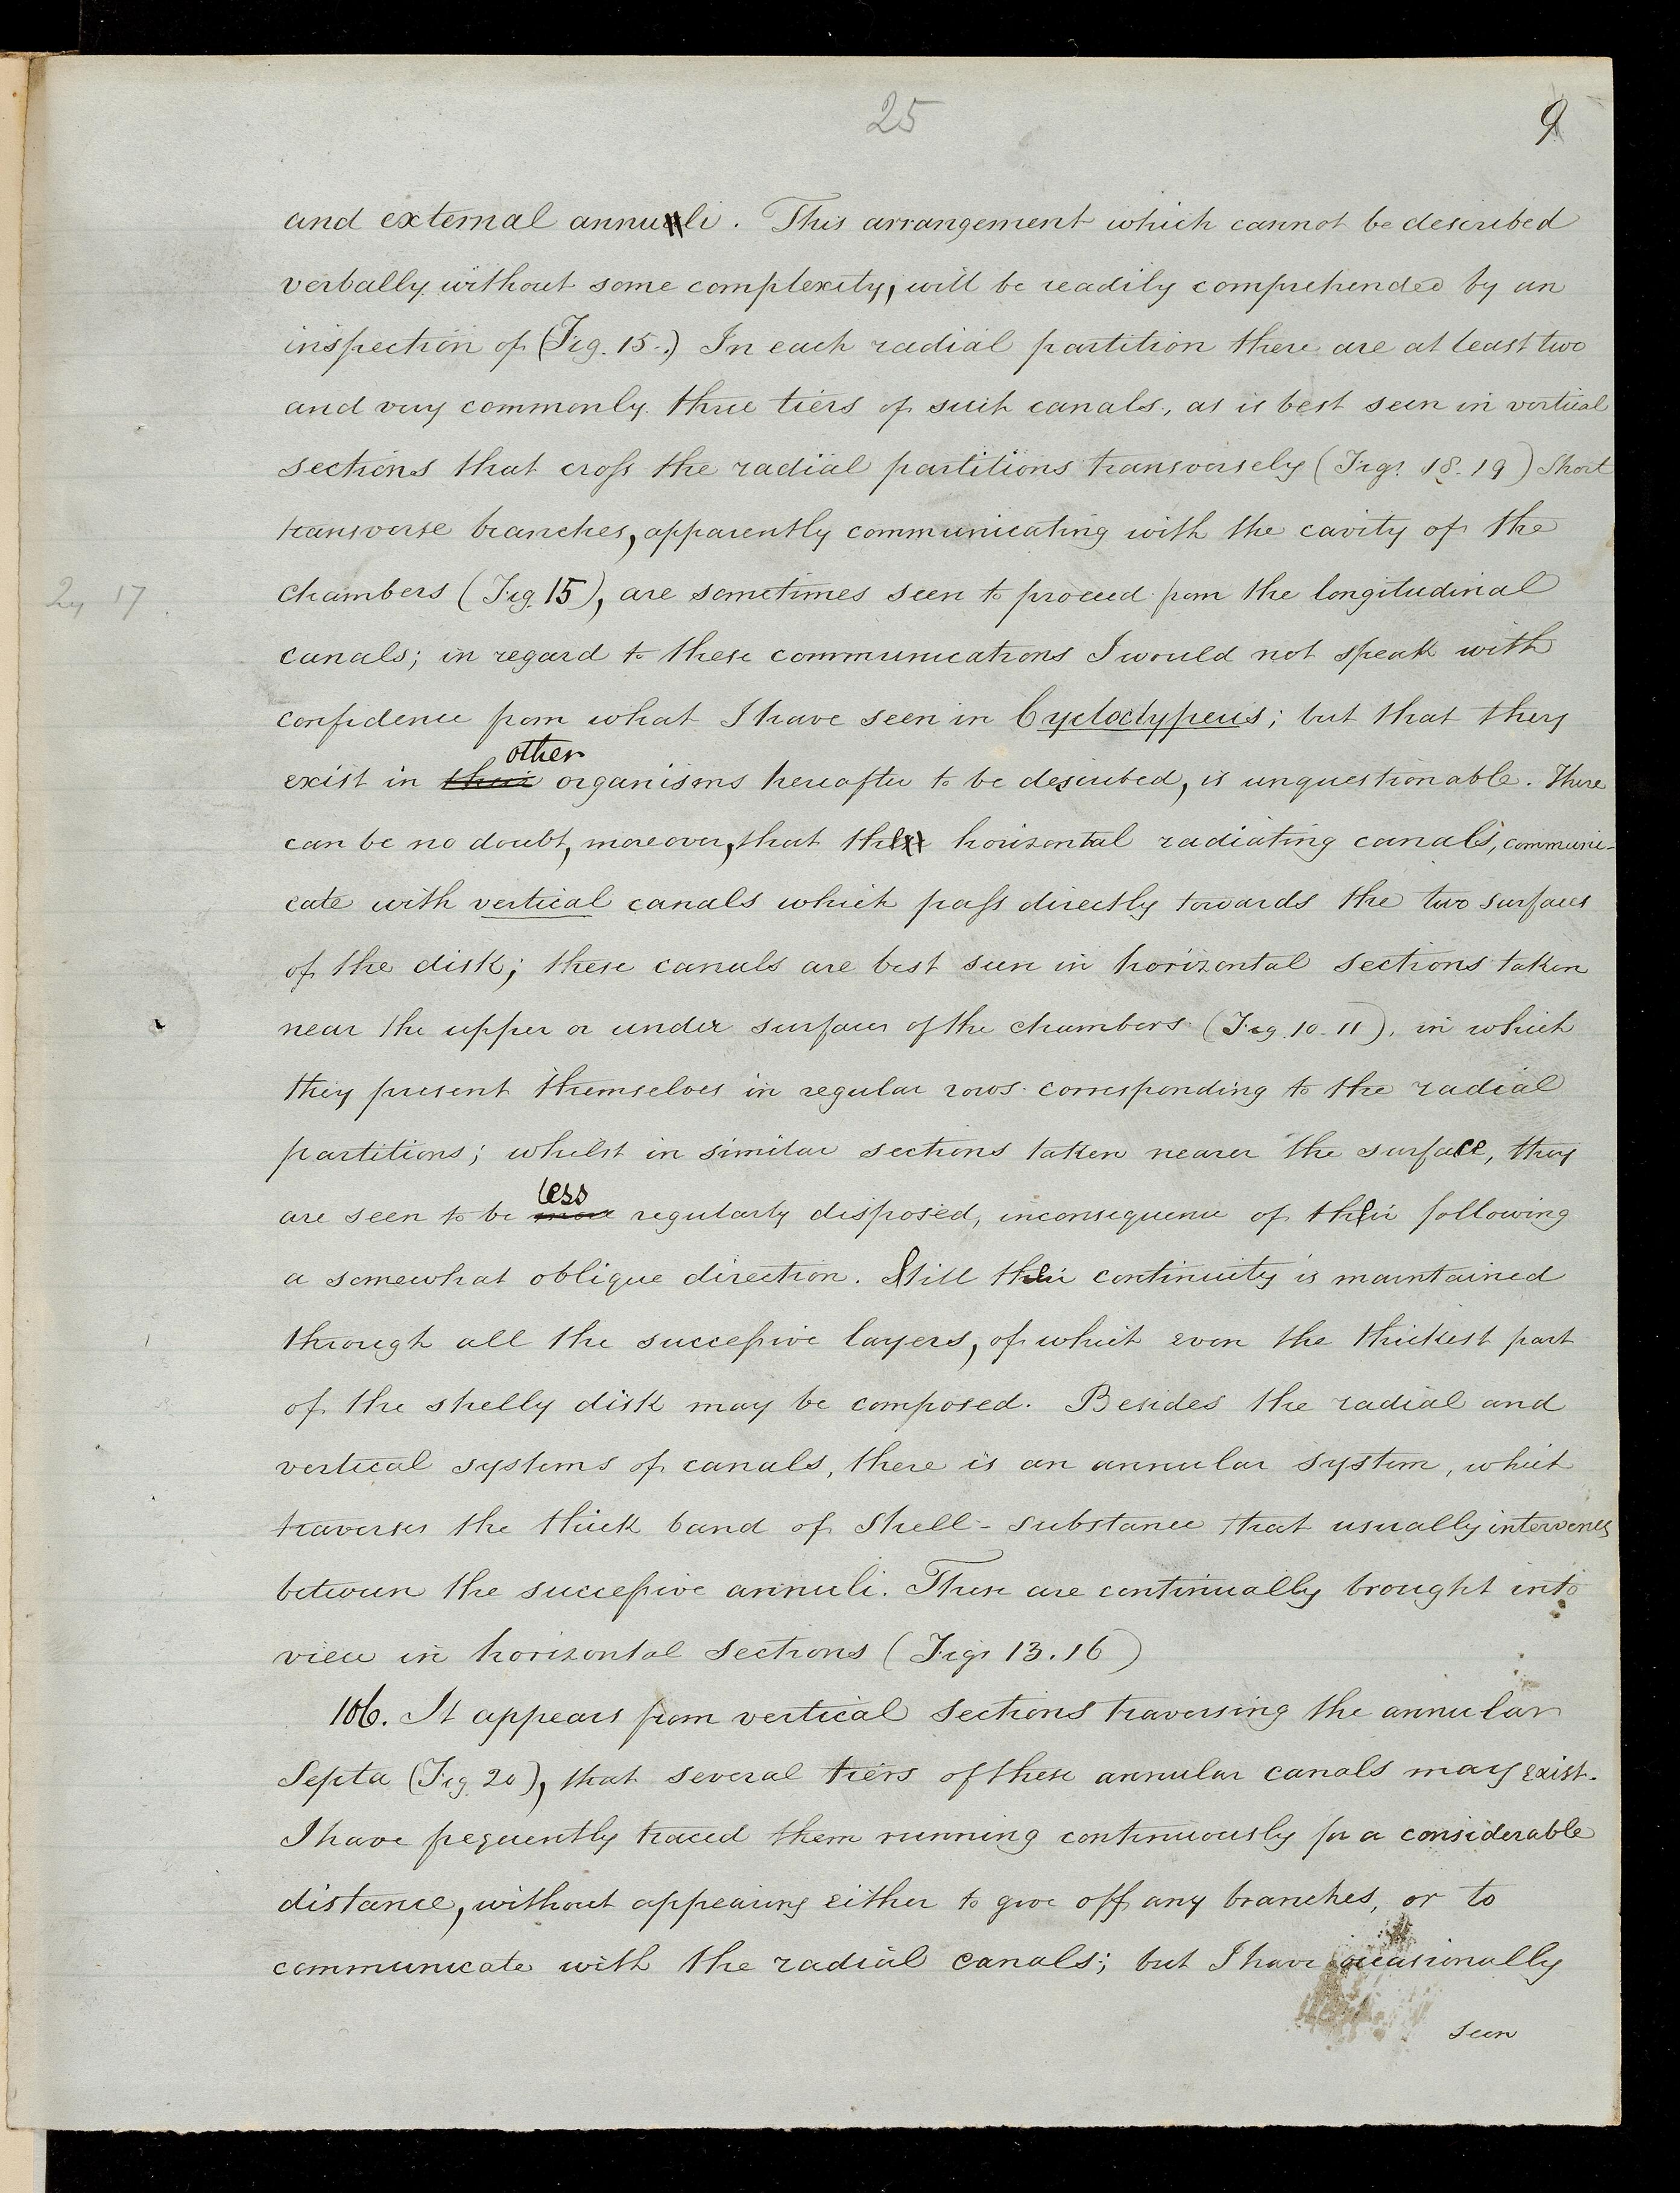 25
9
and external annuli. This arrangement which cannot be described
verbally without some complexity, will be readily comprehended by an
inspection of (Fig. 15.) In each radial partition there are at least two
and very commonly three tiers of such canals, as is best seen in vertical
sections that cross the radial partitions transversely (Figs. 18. 19) Short
transverse branches, apparently communicating with the cavity of the
chambers (Fig. 15), are sometimes seen to proceed from the longitudinal
17.
canals; in regard to these communications I would not speak with
confidence from what I have seen in Cycloclypeus; but that they
other
exist in their organisms hereafter to be described, is unquestionable. There
can be no doubt, moreover, that the horizontal radiating canals, communi-
cate with vertical canals which pass directly towards the two surfaces
of the disk; these canals are best seen in horizontal sections taken
near the upper or under surfaces of the chambers (Fig. 10. 11), in which
they present themselves in regular rows corresponding to the radial
partitions; whilst in similar sections taken nearer the surface, they
less
are seen to be more regularly disposed, in consequence of their following
a somewhat oblique direction. Still their continuity is maintained
through all the successive layers, of which even the thickest part
of the shelly disk may be composed. Besides the radial and
vertical systems of canals, there is an annular system, which
traverses the thick band of shell-substance that usually intervenes
between the successive annuli. These are continually brought into
view in horizontal sections (Figs 13. 16)
106. It appears from vertical sections traversing the annular
Septa (Fig. 20), that several tiers of these annular canals may exist.
I have frequently traced them running continuously for a considerable
distance, without appearing either to give off any branches, or to
communicate with the radial canals; but I have occasionally
seen